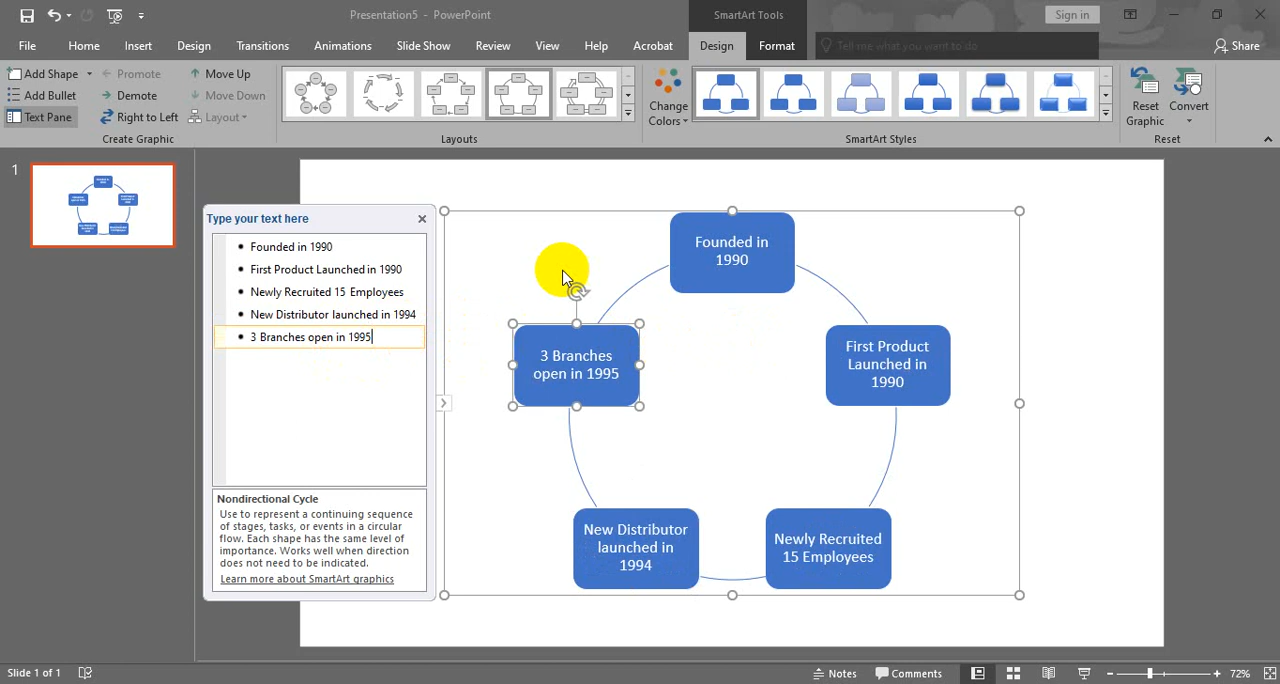 Presentation5 - PowerPoint
SmartArt Tools
Sign in
File Home Insert Design Transitions Animations Slide Show Review View Help Acrobat Design Format Tell me what you want to do Share
Add Shape
Add Bullet
Text Pane
Promote
Demote
Right to Left
Move Up
Move Down
Layout
Create Graphic
Layouts
Change
Colors
SmartArt Styles
Reset
Graphic
Convert
Reset
1
Founded in
1990
First Product
Launched in
1990
Newly Recruited
15 Employees
New Distributor
launched in
1994
3 Branches
open in 1995
Type your text here
• Founded in 1990
• First Product Launched in 1990
• Newly Recruited 15 Employees
• New Distributor launched in 1994
• 3 Branches open in 1995
Nondirectional Cycle
Use to represent a continuing sequence
of stages, tasks, or events in a circular
flow. Each shape has the same level of
importance. Works well when direction
does not need to be indicated.
Learn more about SmartArt graphics
Slide 1 of 1
Notes
Comments
72%